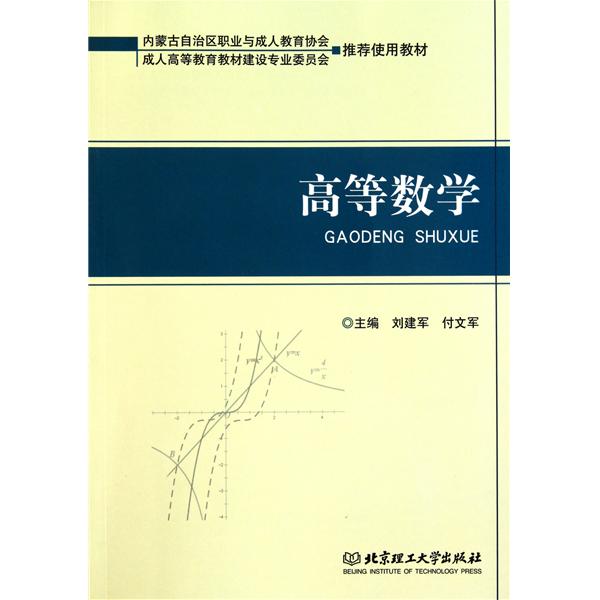 内蒙古自治区职业与成人教育协会
成人高等教育教材建设专业委员会
推荐使用教材
高等数学
GAODENG SHUXUE
◎主编 刘建军 付文军
y=x
A
B
北京理工大学出版社
BEIJING INSTITUTE OF TECHNOLOGY PRESS